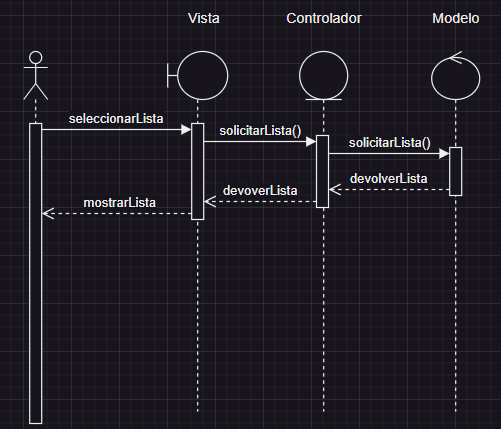 Vista
Controlador
Modelo
seleccionarLista
solicitarLista()
solicitarLista()
devolverLista
devoverLista
mostrarLista